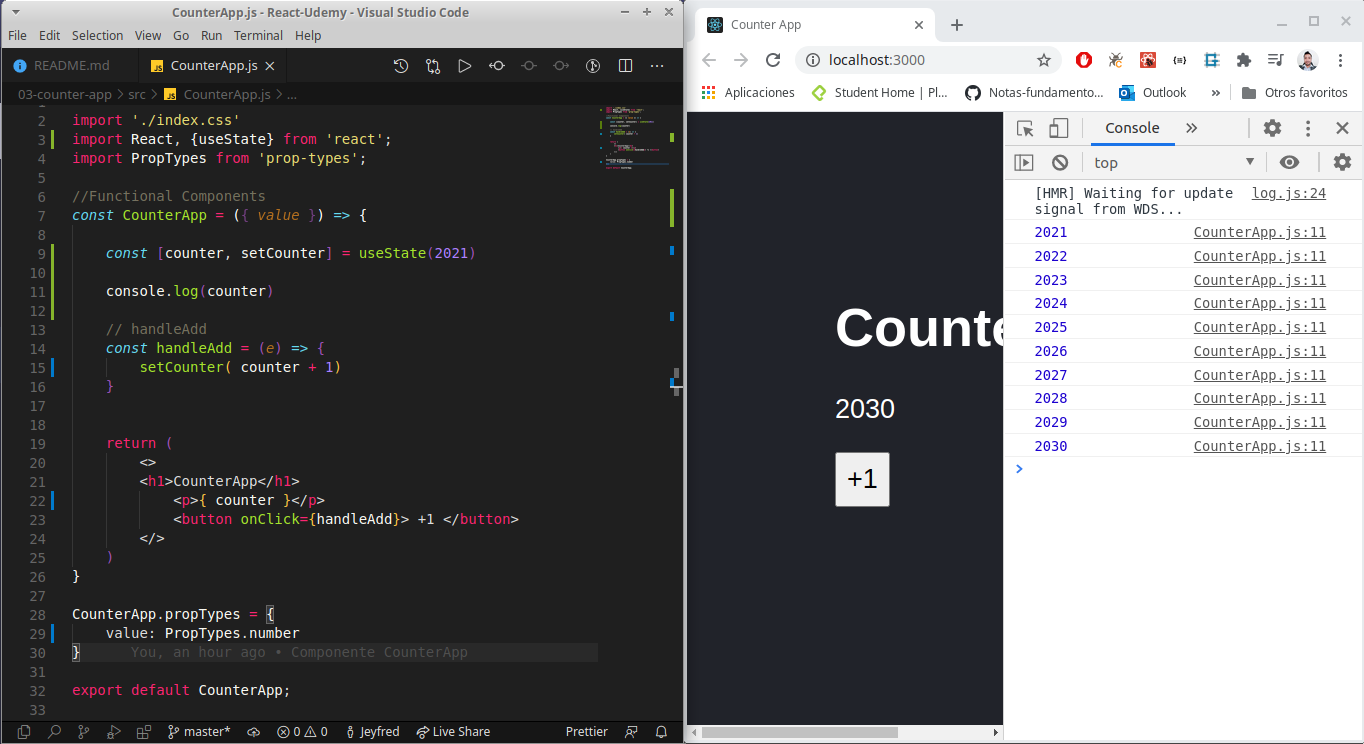 CounterApp.js - React-Udemy - Visual Studio Code
File Edit Selection View Go Run Terminal Help
README.md CounterApp.js
03-counter-app > src > CounterApp.js > ...
2 import './index.css'
3 import React, {useState} from 'react';
4 import PropTypes from 'prop-types';
5
6 //Functional Components
7 const CounterApp = ({ value }) => {
8
9 const [counter, setCounter] = useState(2021)
10
11 console.log(counter)
12
13 // handleAdd
14 const handleAdd = (e) => {
15 setCounter( counter + 1)
16 }
17
18
19 return (
20 <>
21 <h1>CounterApp</h1>
22 <p>{ counter }</p>
23 <button onClick={handleAdd}> +1 </button>
24 </>
25 )
26 }
27
28 CounterApp.propTypes = {
29 value: PropTypes.number
30 } You, an hour ago • Componente CounterApp
31
32 export default CounterApp;
33
master* 0 0 Jeyfred Live Share Prettier
Counter App
localhost:3000
Aplicaciones Student Home | Pl... Notas-fundamento... Outlook » Otros favoritos
Counte
2030
+1
Console »
top
[HMR] Waiting for update log.js:24
signal from WDS...
2021 CounterApp.js:11
2022 CounterApp.js:11
2023 CounterApp.js:11
2024 CounterApp.js:11
2025 CounterApp.js:11
2026 CounterApp.js:11
2027 CounterApp.js:11
2028 CounterApp.js:11
2029 CounterApp.js:11
2030 CounterApp.js:11
>